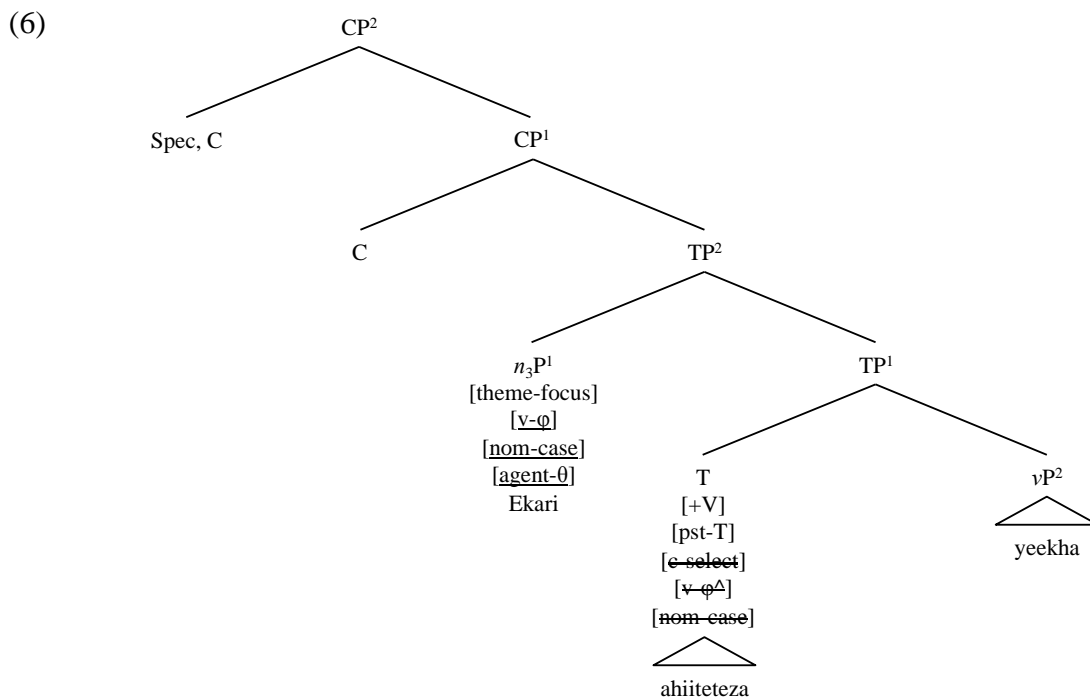 (6)
CP²
Spec, C
CP¹
C
TP²
n₃P¹
[theme-focus]
[v-φ]
[nom-case]
[agent-θ]
Ekari
TP¹
T
[+V]
[pst-T]
[c-select]
[v-φ^]
[nom-case]
ahiiteteza
vP²
yeekha